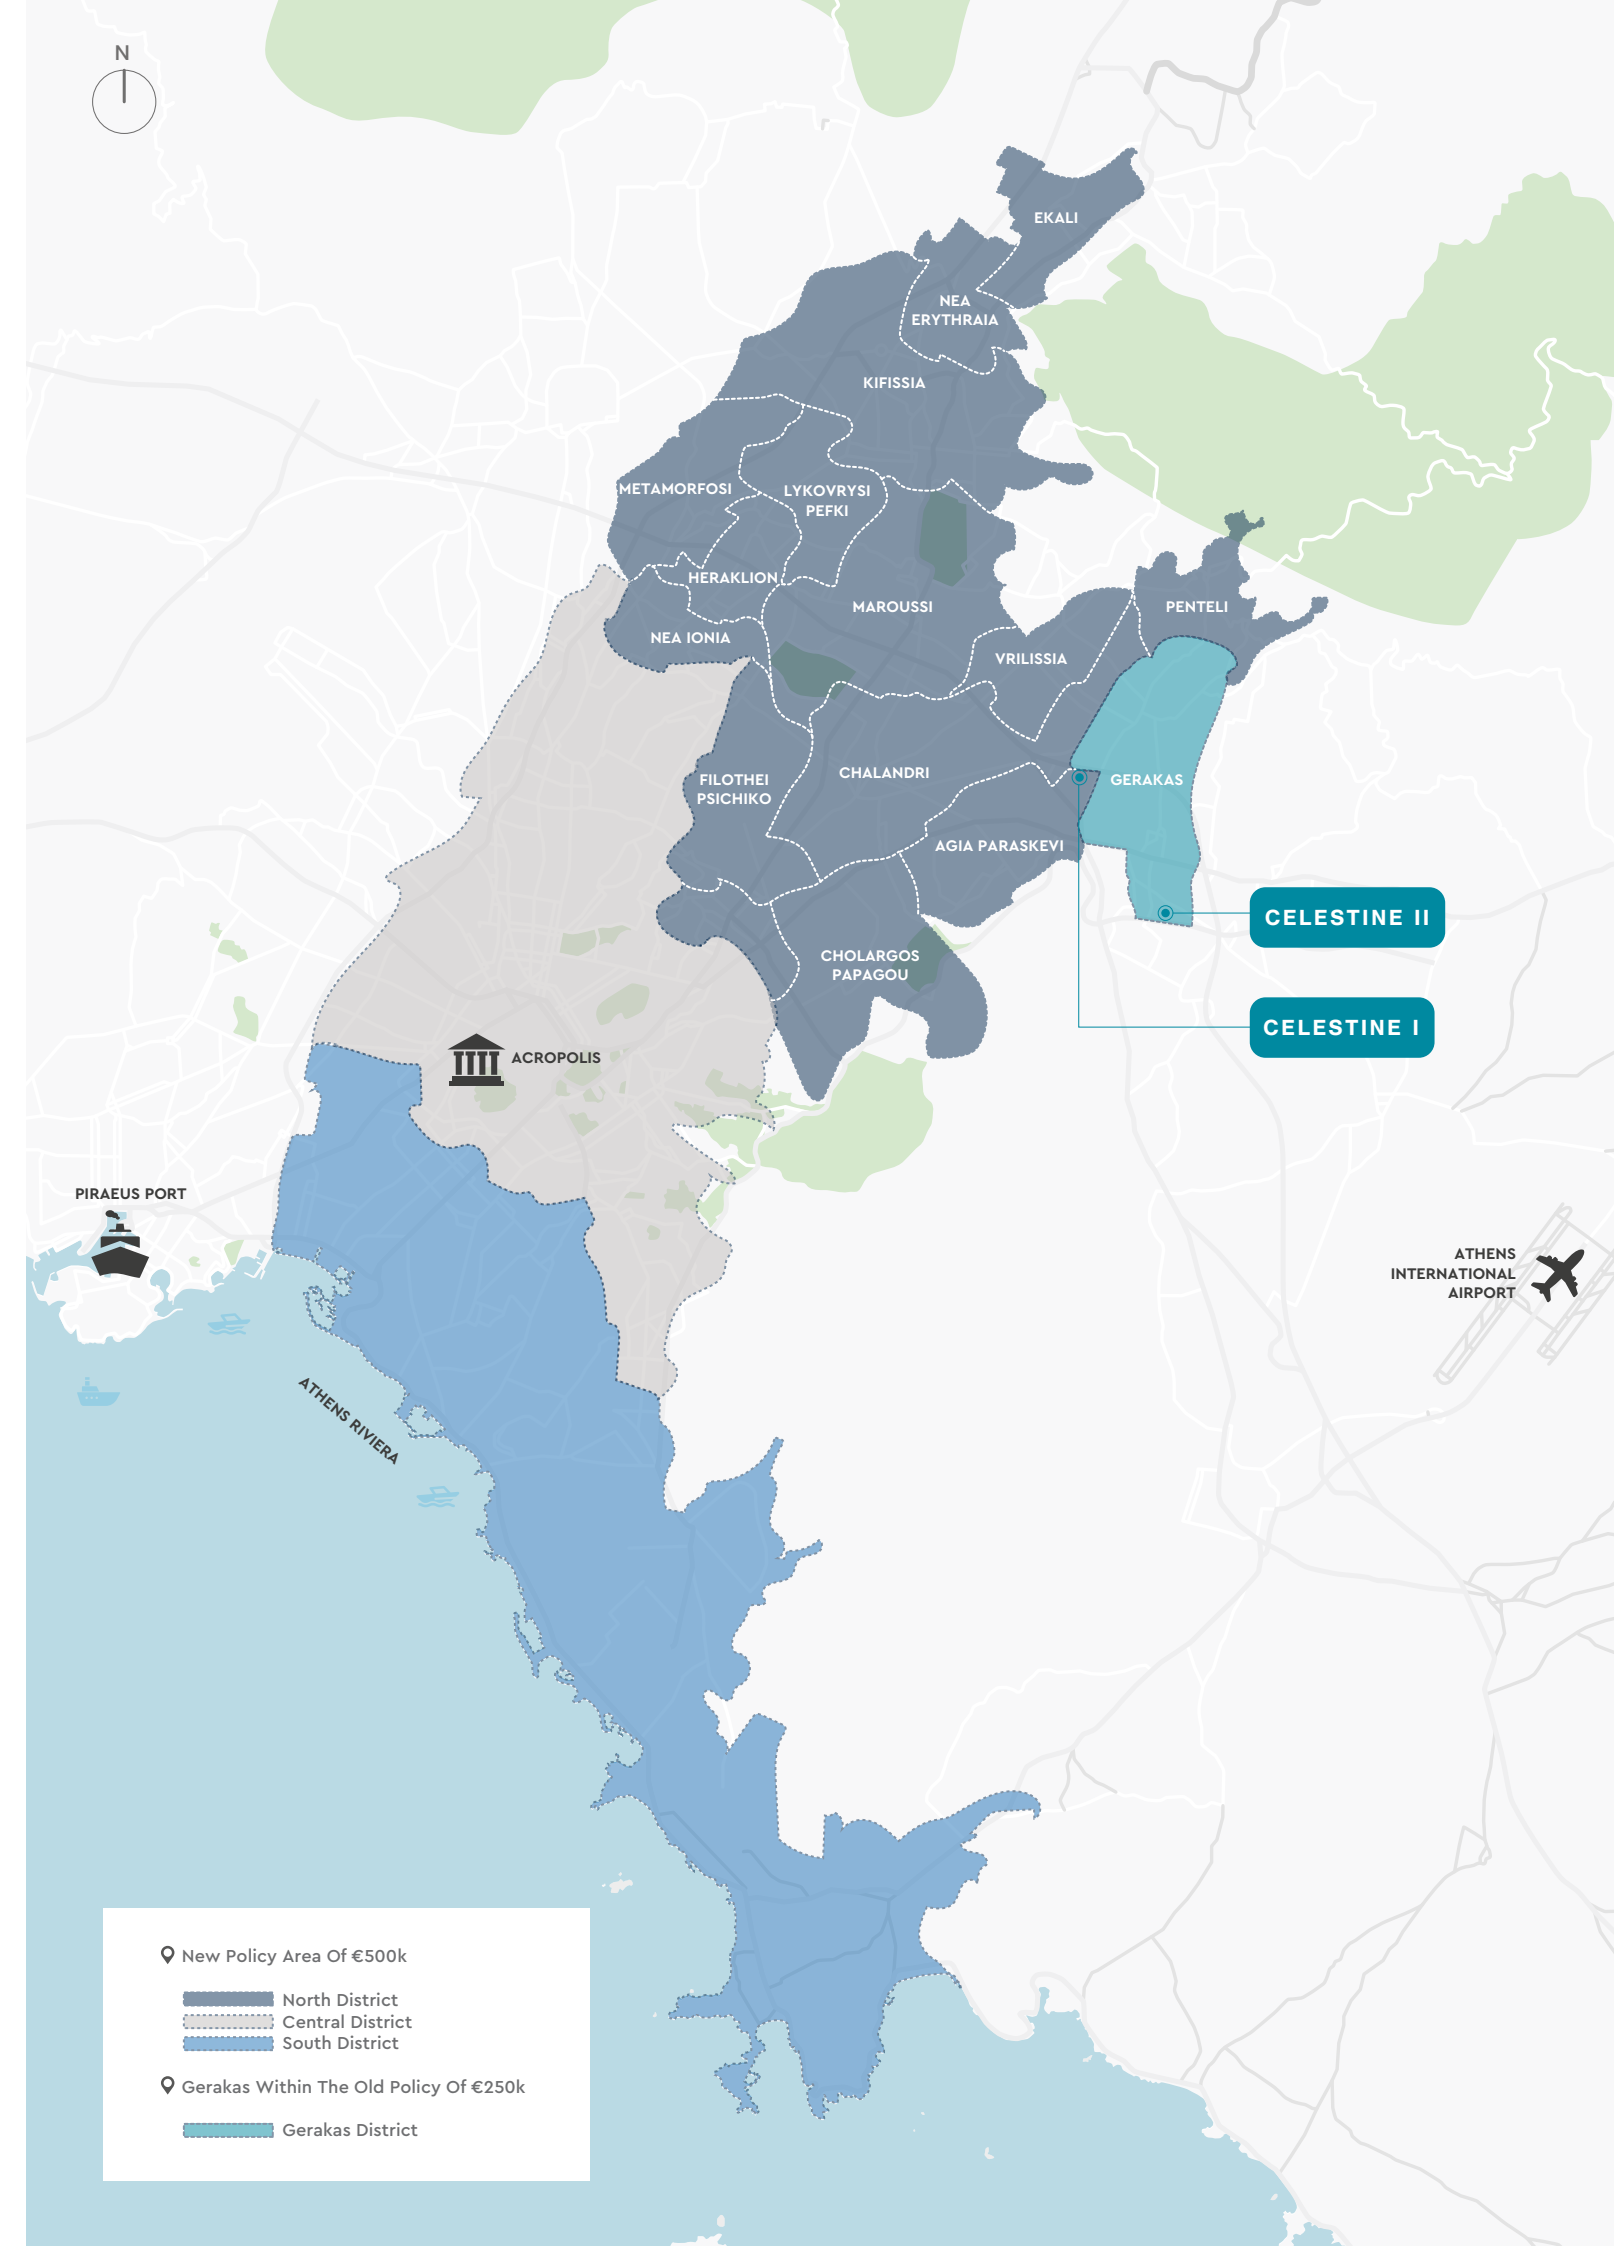 N
EKALI
NEA
ERYTHRAIA
KIFISSIA
METAMORFOSI
LYKOVRYSI
PEFKI
HERAKLION
MAROUSSI
PENTELI
NEA IONIA
VRILISSIA
FILOTHEI
PSICHIKO
CHALANDRI
GERAKAS
AGIA PARASKEVI
CELESTINE II
CHOLARGOS
PAPAGOU
CELESTINE I
ACROPOLIS
PIRAEUS PORT
ATHENS
INTERNATIONAL
AIRPORT
ATHENS RIVIERA
New Policy Area Of €500k
North District
Central District
South District
Gerakas Within The Old Policy Of €250k
Gerakas District